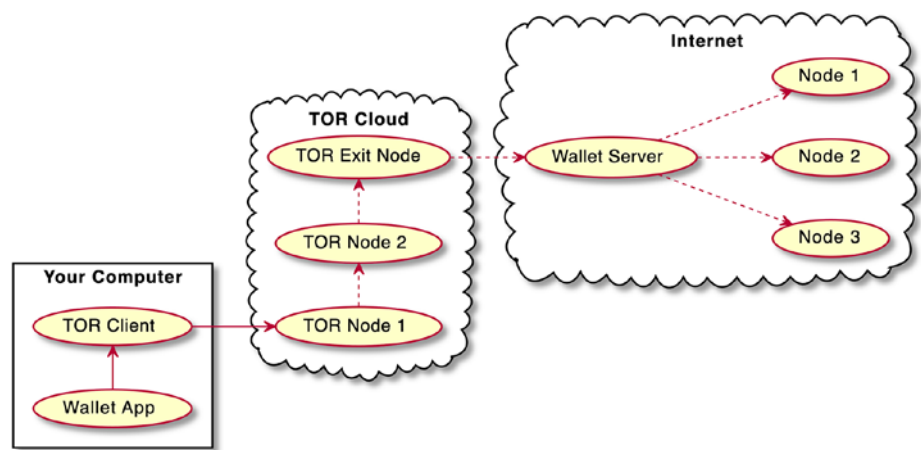 Internet
Node 1
TOR Cloud
TOR Exit Node
Wallet Server
Node 2
TOR Node 2
Node 3
Your Computer
TOR Client
TOR Node 1
Wallet App